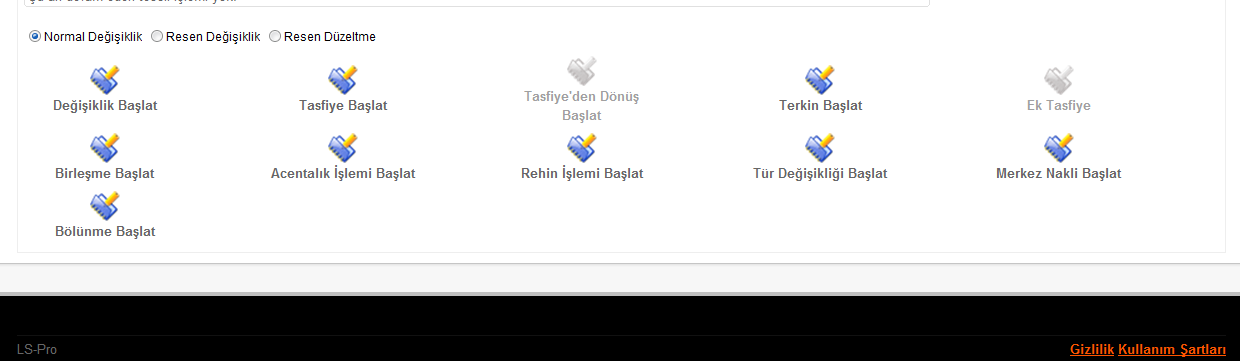 Normal Değişiklik Resen Değişiklik Resen Düzeltme
Değişiklik Başlat Tasfiye Başlat Tasfiye'den Dönüş Başlat Terkin Başlat Ek Tasfiye
Birleşme Başlat Acentalık İşlemi Başlat Rehin İşlemi Başlat Tür Değişikliği Başlat Merkez Nakli Başlat
Bölünme Başlat
LS-Pro Gizlilik Kullanım Şartları